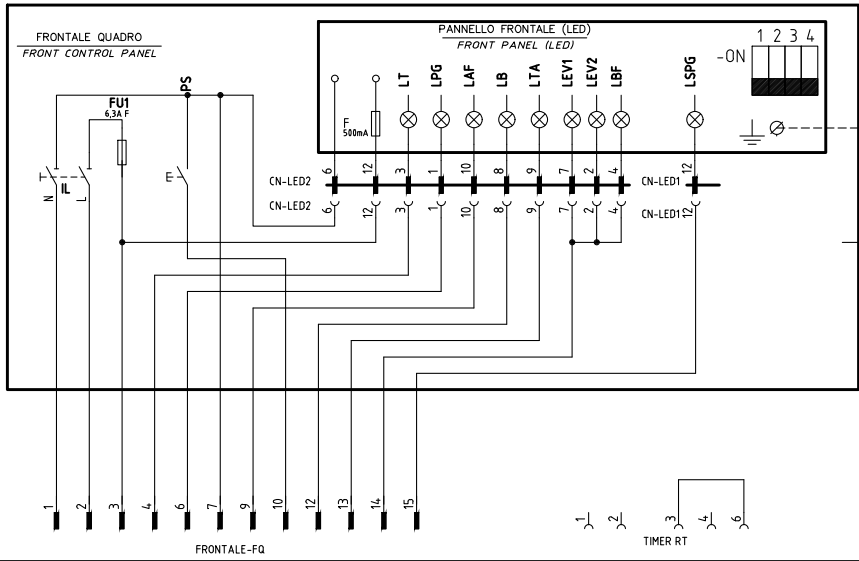 FRONTALE QUADRO
FRONT CONTROL PANEL
PANNELLO FRONTALE (LED)
FRONT PANEL (LED)
1 2 3 4
-ON
PS
FU1
6,3A F
F
500mA
LT LPG LAF LB LTA LEV1 LEV2 LBF LSPG
IL
N L
CN-LED2 6 12 3 1 10 8 9 7 2 4 CN-LED1 12
CN-LED2 6 12 3 1 10 8 9 7 2 4 CN-LED1 12
1 2 3 4 6 7 9 10 12 13 14 15
FRONTALE-FQ
1 2 3 4 6
TIMER RT